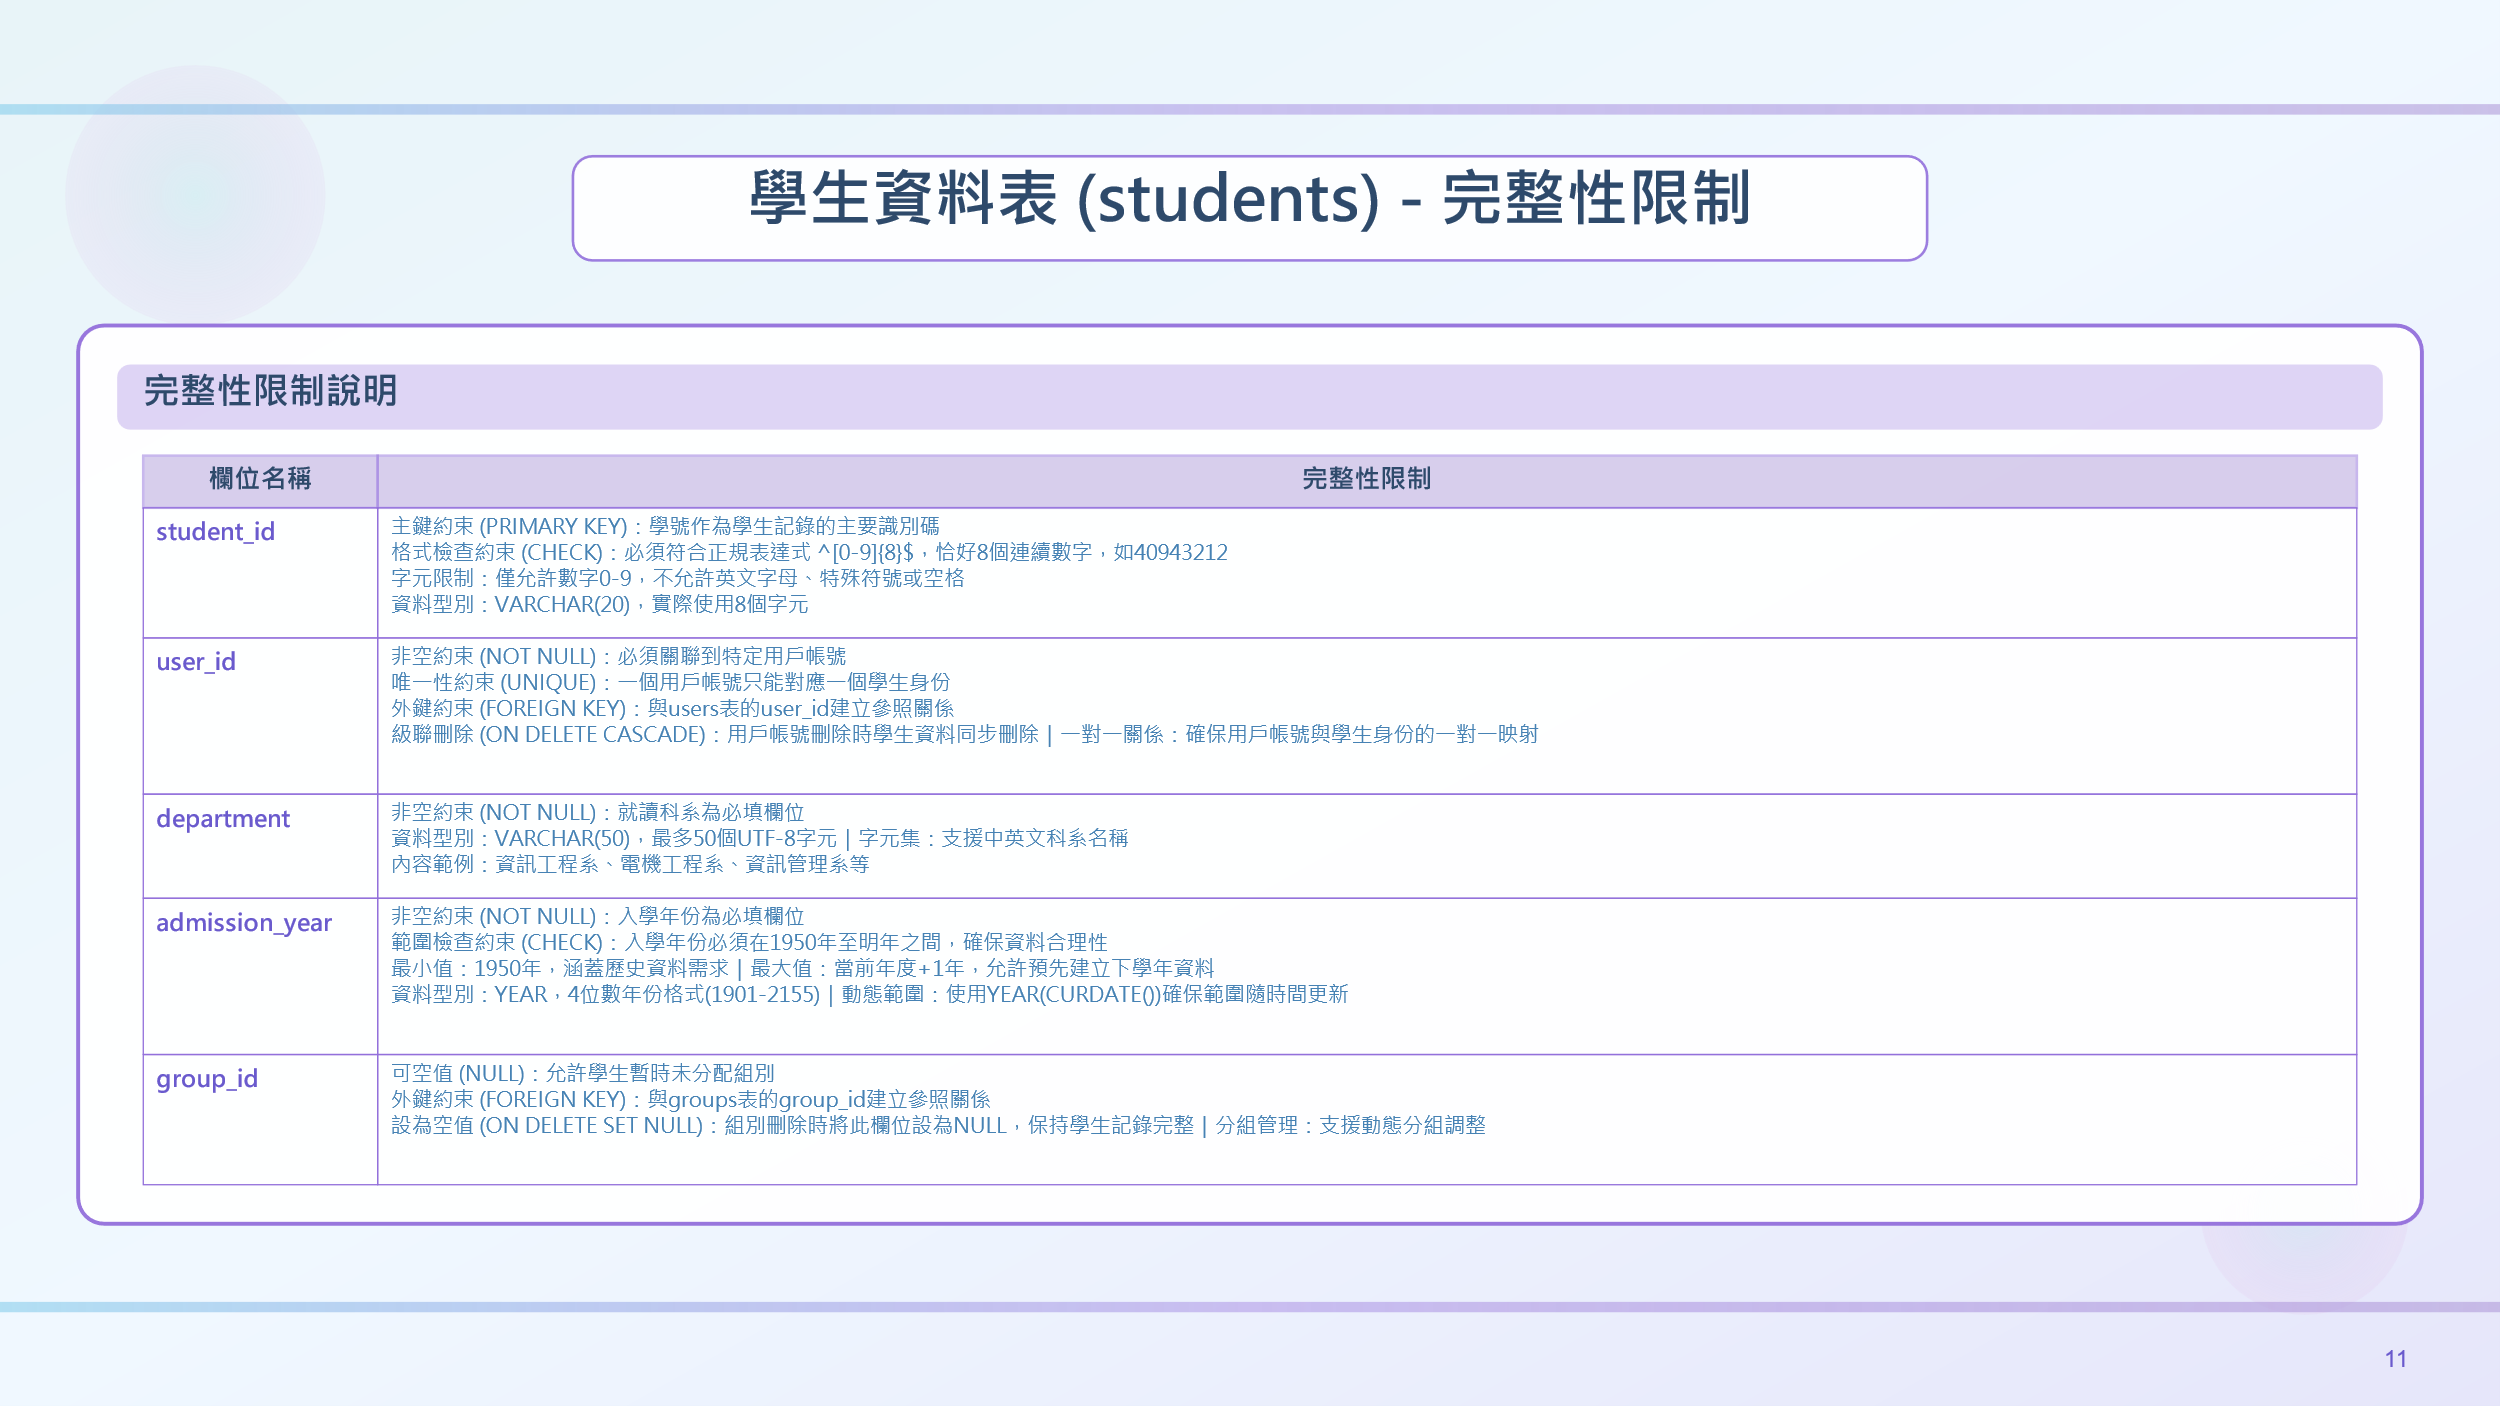 學生資料表 (students) - 完整性限制
完整性限制說明
欄位名稱 完整性限制
student_id
主鍵約束 (PRIMARY KEY)：學號作為學生記錄的主要識別碼
格式檢查約束 (CHECK)：必須符合正規表達式 ^[0-9]{8}$，恰好8個連續數字，如40943212
字元限制：僅允許數字0-9，不允許英文字母、特殊符號或空格
資料型別：VARCHAR(20)，實際使用8個字元
user_id
非空約束 (NOT NULL)：必須關聯到特定用戶帳號
唯一性約束 (UNIQUE)：一個用戶帳號只能對應一個學生身份
外鍵約束 (FOREIGN KEY)：與users表的user_id建立參照關係
級聯刪除 (ON DELETE CASCADE)：用戶帳號刪除時學生資料同步刪除 | 一對一關係：確保用戶帳號與學生身份的一對一映射
department
非空約束 (NOT NULL)：就讀科系為必填欄位
資料型別：VARCHAR(50)，最多50個UTF-8字元 | 字元集：支援中英文科系名稱
內容範例：資訊工程系、電機工程系、資訊管理系等
admission_year
非空約束 (NOT NULL)：入學年份為必填欄位
範圍檢查約束 (CHECK)：入學年份必須在1950年至明年之間，確保資料合理性
最小值：1950年，涵蓋歷史資料需求 | 最大值：當前年度+1年，允許預先建立下學年資料
資料型別：YEAR，4位數年份格式(1901-2155) | 動態範圍：使用YEAR(CURDATE())確保範圍隨時間更新
group_id
可空值 (NULL)：允許學生暫時未分配組別
外鍵約束 (FOREIGN KEY)：與groups表的group_id建立參照關係
設為空值 (ON DELETE SET NULL)：組別刪除時將此欄位設為NULL，保持學生記錄完整 | 分組管理：支援動態分組調整
11